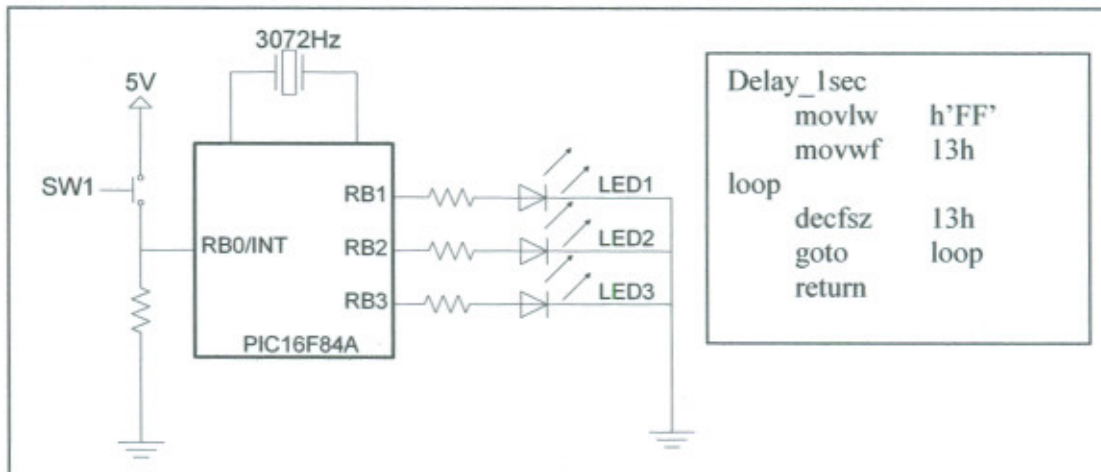 3072Hz
5V
SW1
RB0/INT
RB1
RB2
RB3
PIC16F84A
LED1
LED2
LED3
Delay_1sec
movlw h'FF'
movwf 13h
loop
decfsz 13h
goto loop
return